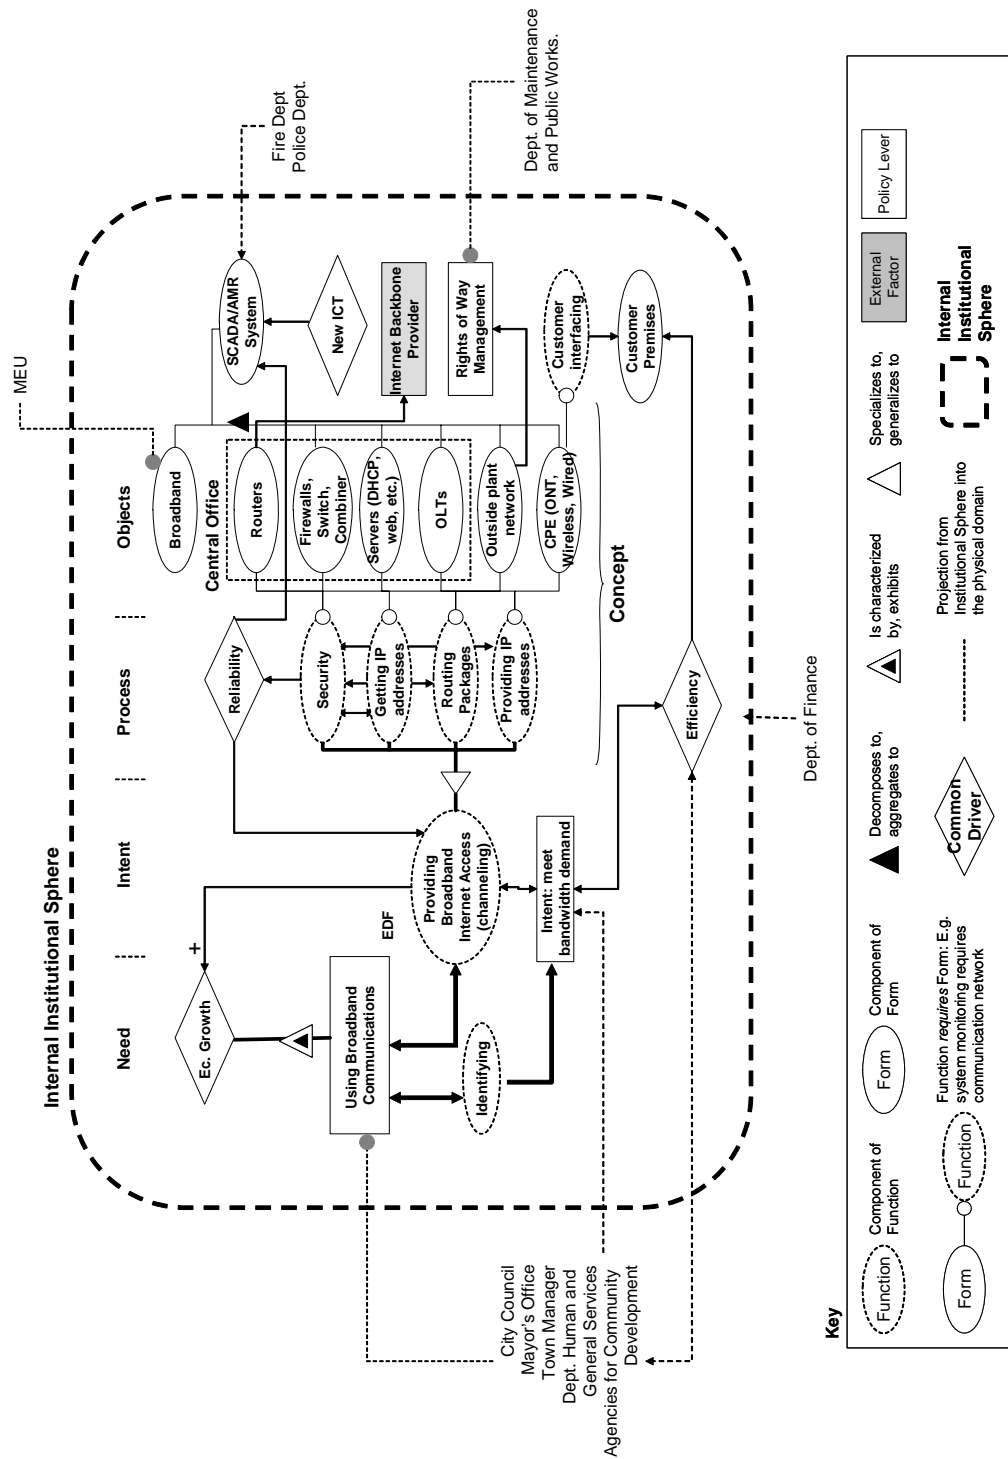 Internal Institutional Sphere
Need
Intent
Process
Objects
MEU
Ec. Growth
+
Using Broadband
Communications
Identifying
EDF
Providing
Broadband
Internet Access
(channeling)
Intent: meet
bandwidth demand
Reliability
Security
Getting IP
addresses
Routing
Packages
Providing IP
addresses
Efficiency
Broadband
Central Office
Routers
Firewalls,
Switch,
Combiner
Servers (DHCP,
web, etc.)
OLTs
Outside plant
network
CPE (ONT,
Wireless, Wired)
Concept
SCADA/AMR
System
New ICT
Internet Backbone
Provider
Rights of Way
Management
Customer
interfacing
Customer
Premises
Fire Dept
Police Dept.
Dept. of Maintenance
and Public Works.
City Council
Mayor's Office
Town Manager
Dept. Human and
General Services
Agencies for Community
Development
Dept. of Finance
Key
Function
Component of
Function
Form
Component of
Form
Decomposes to,
aggregates to
Is characterized
by, exhibits
Specializes to,
generalizes to
External
Factor
Policy Lever
Form
Function
Function requires Form: E.g.
system monitoring requires
communication network
Common
Driver
Projection from
Institutional Sphere into
the physical domain
Internal
Institutional
Sphere